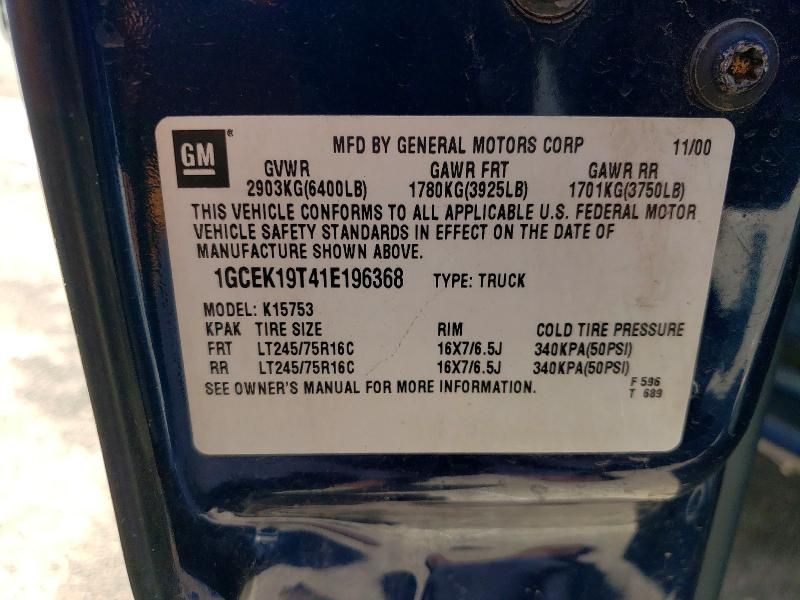 GM ® MFD BY GENERAL MOTORS CORP 11/00
GVWR GAWR FRT GAWR RR
2903KG(6400LB) 1780KG(3925LB) 1701KG(3750LB)
THIS VEHICLE CONFORMS TO ALL APPLICABLE U.S. FEDERAL MOTOR
VEHICLE SAFETY STANDARDS IN EFFECT ON THE DATE OF
MANUFACTURE SHOWN ABOVE.
1GCEK19T41E196368 TYPE: TRUCK
MODEL: K15753
KPAK TIRE SIZE RIM COLD TIRE PRESSURE
FRT LT245/75R16C 16X7/6.5J 340KPA(50PSI)
RR LT245/75R16C 16X7/6.5J 340KPA(50PSI)
SEE OWNER'S MANUAL FOR MORE INFORMATION. F 596
T 689